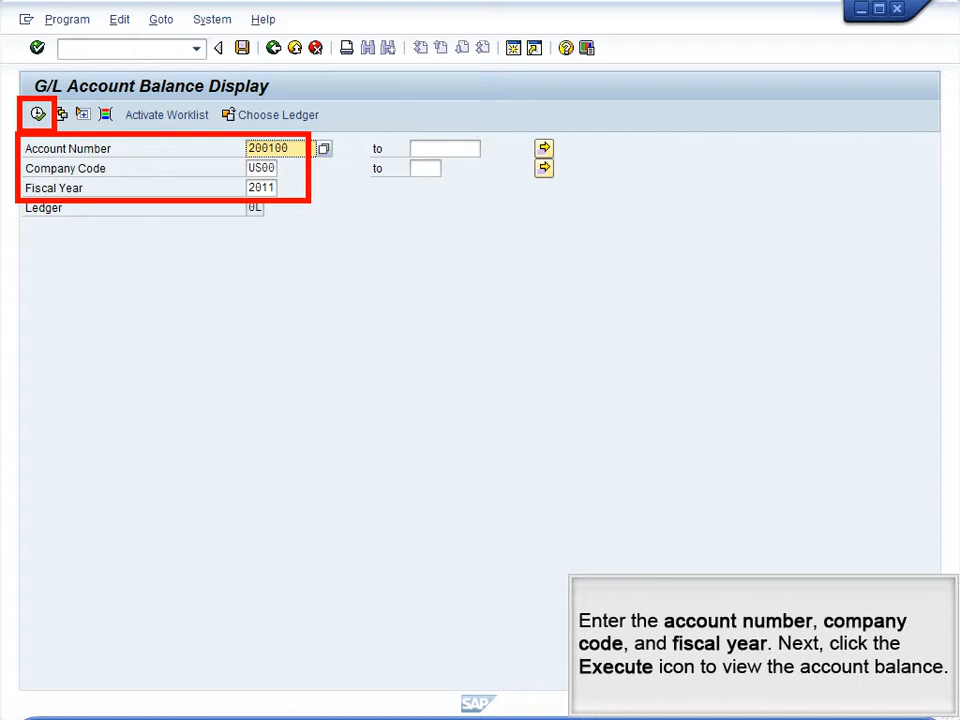 Program Edit Goto System Help
G/L Account Balance Display
Activate Worklist Choose Ledger
Account Number 200100 to
Company Code US00 to
Fiscal Year 2011
Ledger 0L
Enter the account number, company
code, and fiscal year. Next, click the
Execute icon to view the account balance.
SAP